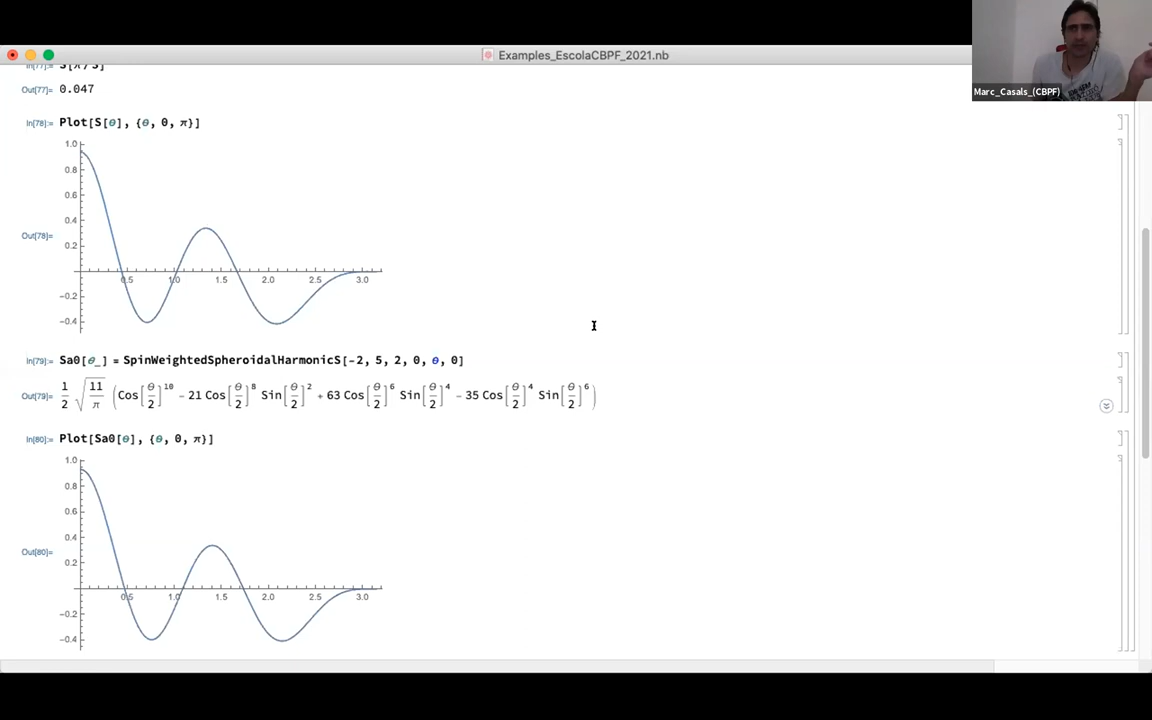 Examples_EscolaCBPF_2021.nb
Marc_Casals_(CBPF)
In[77]:= S[π/3]
Out[77]= 0.047
In[78]:= Plot[S[θ], {θ, 0, π}]
1.0
0.8
0.6
0.4
Out[78]=
0.2
0.5 1.0 1.5 2.0 2.5 3.0
-0.2
-0.4
In[79]:= Sa0[θ_] = SpinWeightedSpheroidalHarmonicS[-2, 5, 2, 0, θ, 0]
Out[79]= 1/2 √(11/π) (Cos[θ/2]^10 - 21 Cos[θ/2]^8 Sin[θ/2]^2 + 63 Cos[θ/2]^6 Sin[θ/2]^4 - 35 Cos[θ/2]^4 Sin[θ/2]^6)
In[80]:= Plot[Sa0[θ], {θ, 0, π}]
1.0
0.8
0.6
0.4
Out[80]=
0.2
0.5 1.0 1.5 2.0 2.5 3.0
-0.2
-0.4